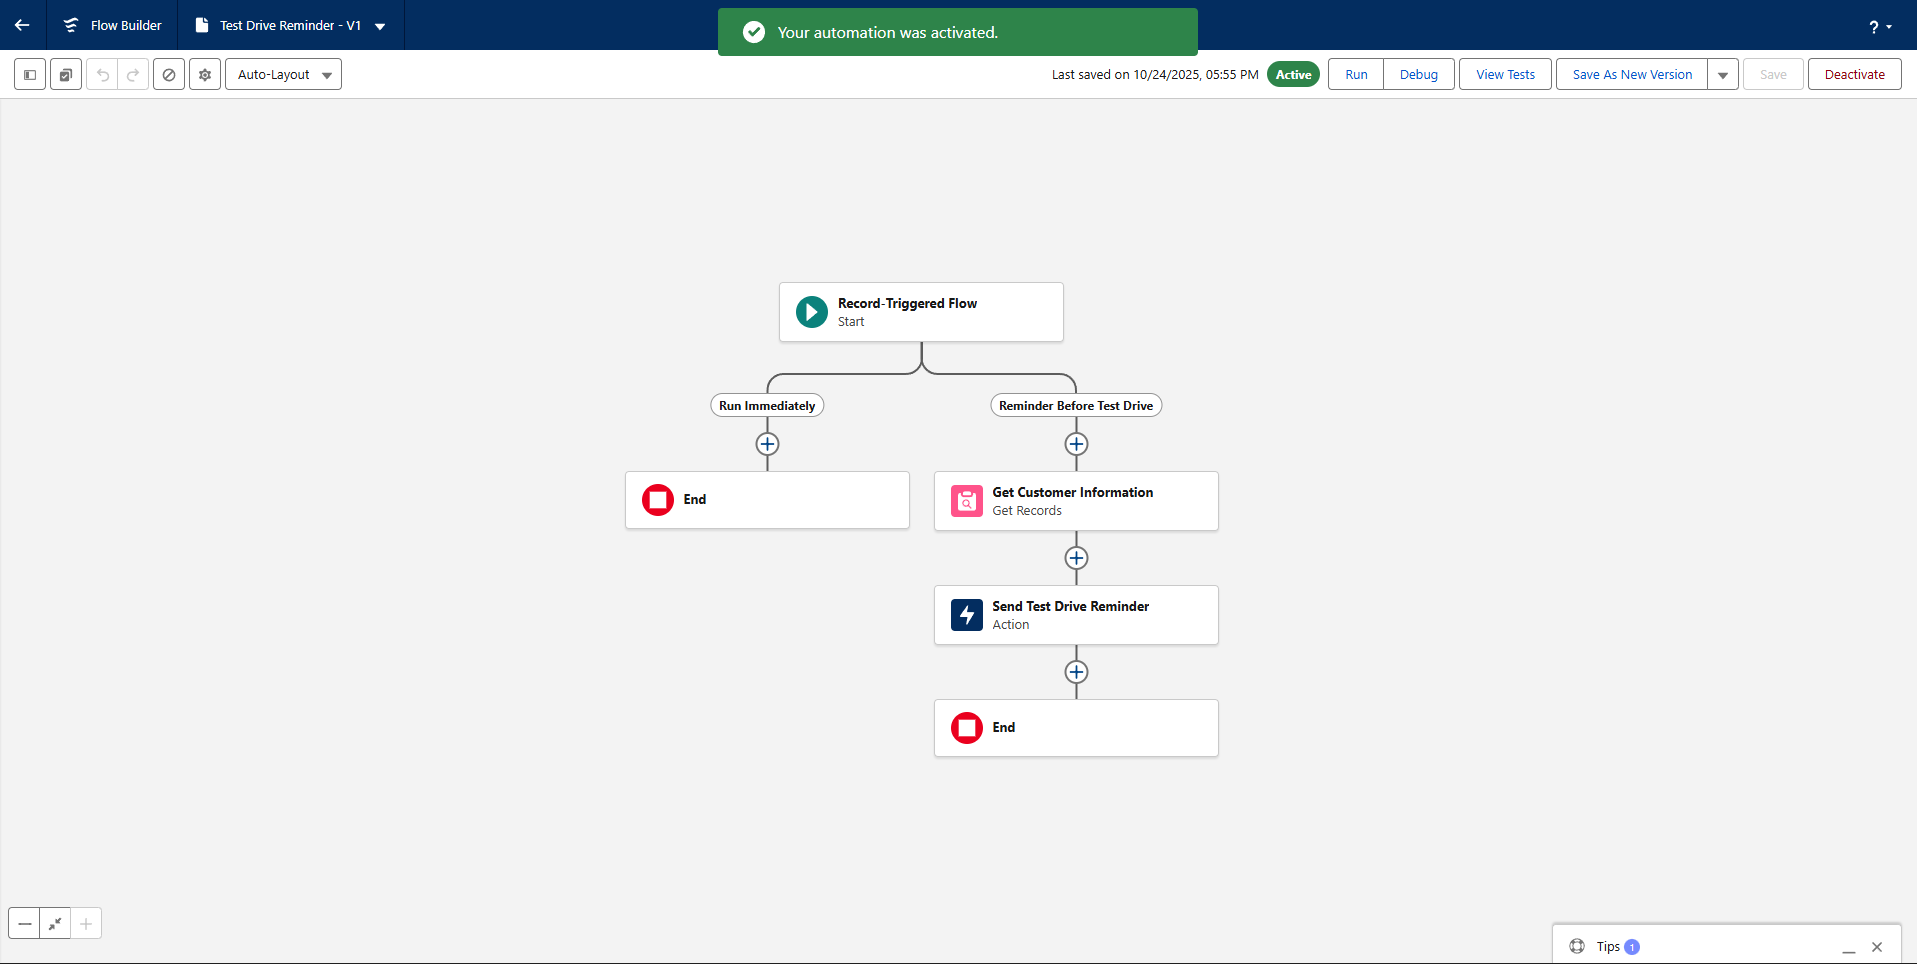 Flow Builder
Test Drive Reminder - V1
Your automation was activated.
?
Auto-Layout
Last saved on 10/24/2025, 05:55 PM
Active
Run
Debug
View Tests
Save As New Version
Save
Deactivate
Record-Triggered Flow
Start
Run Immediately
Reminder Before Test Drive
End
Get Customer Information
Get Records
Send Test Drive Reminder
Action
End
Tips 1